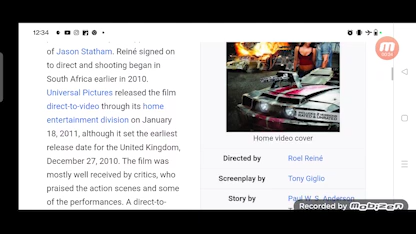 12:34
of Jason Statham. Reiné signed on
to direct and shooting began in
South Africa earlier in 2010.
Universal Pictures released the film
direct-to-video through its home
entertainment division on January
18, 2011, although it set the earliest
release date for the United Kingdom,
December 27, 2010. The film was
mostly well received by critics, who
praised the action scenes and some
of the performances. A direct-to-
Home video cover
Directed by Roel Reiné
Screenplay by Tony Giglio
Story by Paul W. S. Anderson
Recorded by Mobizen